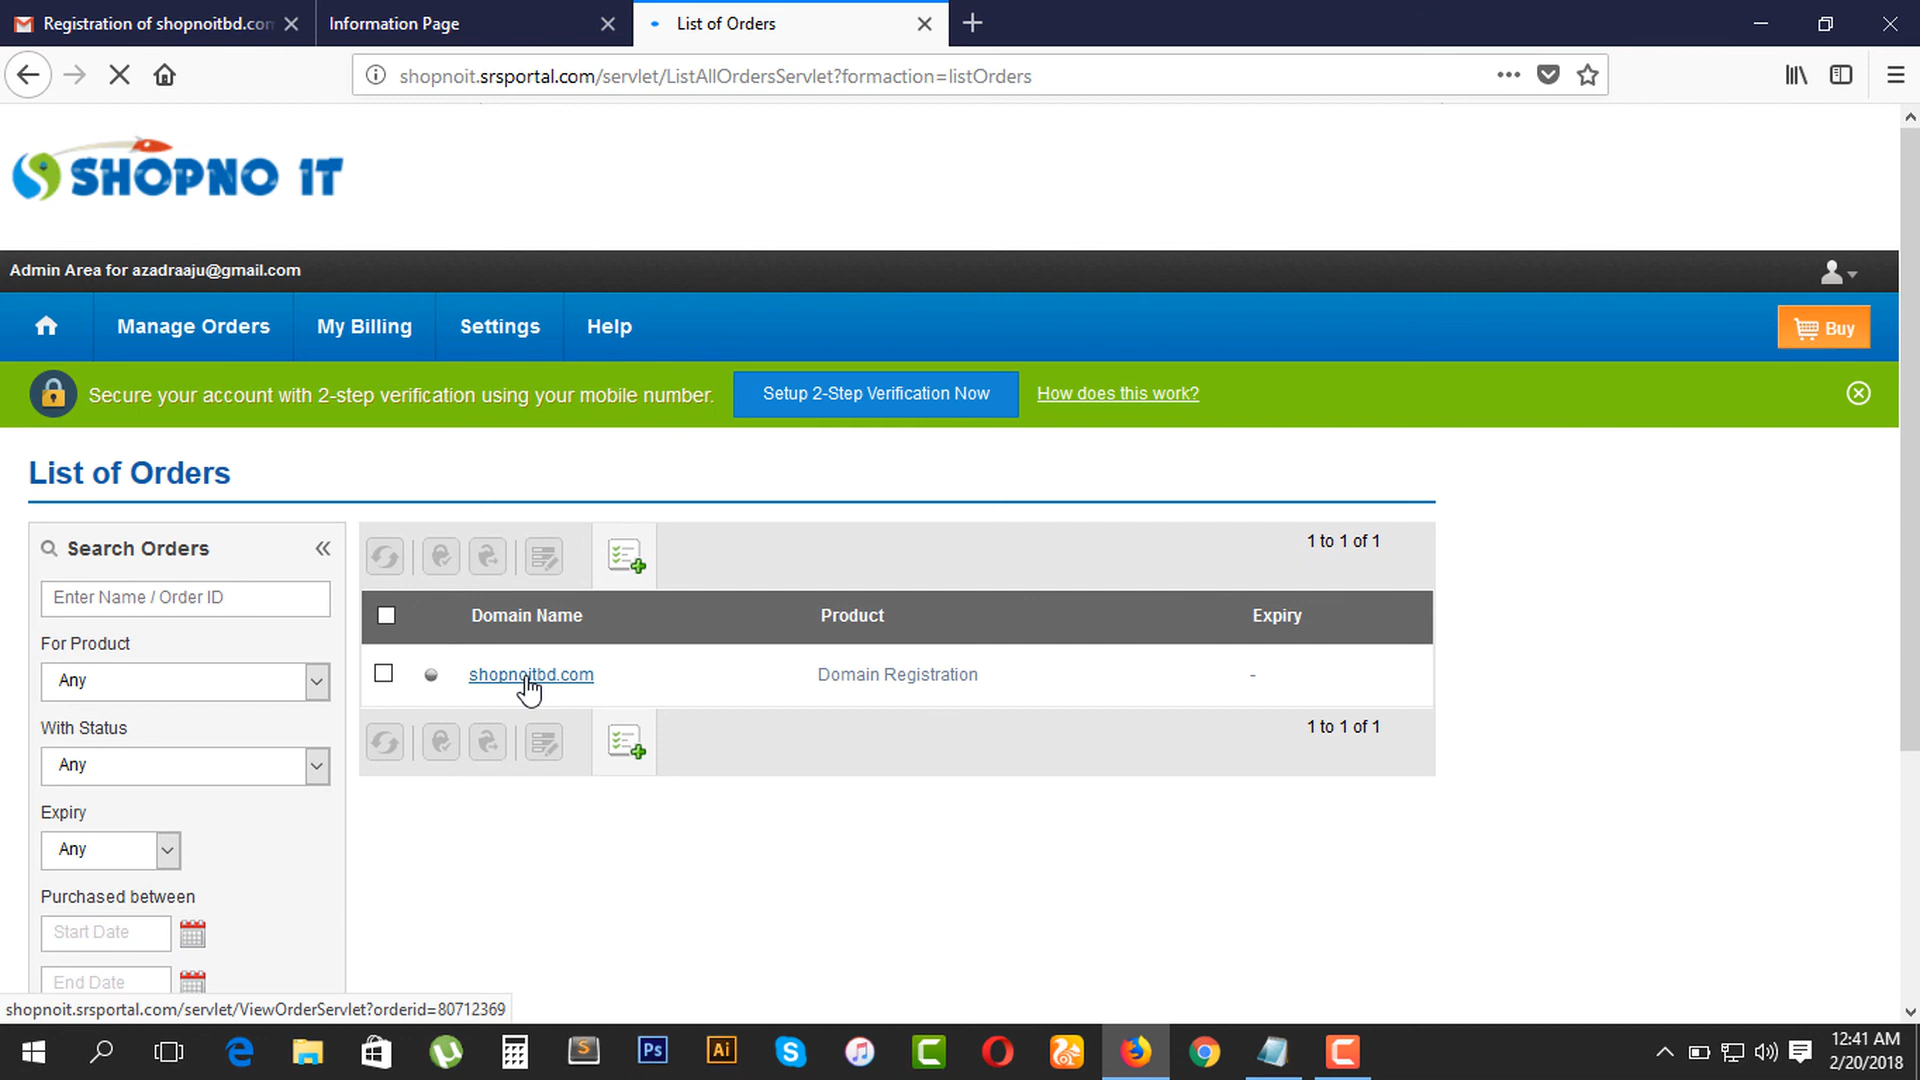 Registration of shopnoitbd.com
Information Page
List of Orders
shopnoit.srsportal.com/servlet/ListAllOrdersServlet?formaction=listOrders
SHOPNO IT
Admin Area for azadraaju@gmail.com
Manage Orders
My Billing
Settings
Help
Buy
Secure your account with 2-step verification using your mobile number.
Setup 2-Step Verification Now
How does this work?
List of Orders
Search Orders
Enter Name / Order ID
For Product
Any
With Status
Any
Expiry
Any
Purchased between
Start Date
End Date
1 to 1 of 1
Domain Name
Product
Expiry
shopnoitbd.com
Domain Registration
-
1 to 1 of 1
shopnoit.srsportal.com/servlet/ViewOrderServlet?orderid=80712369
Ps
Ai
12:41 AM
2/20/2018